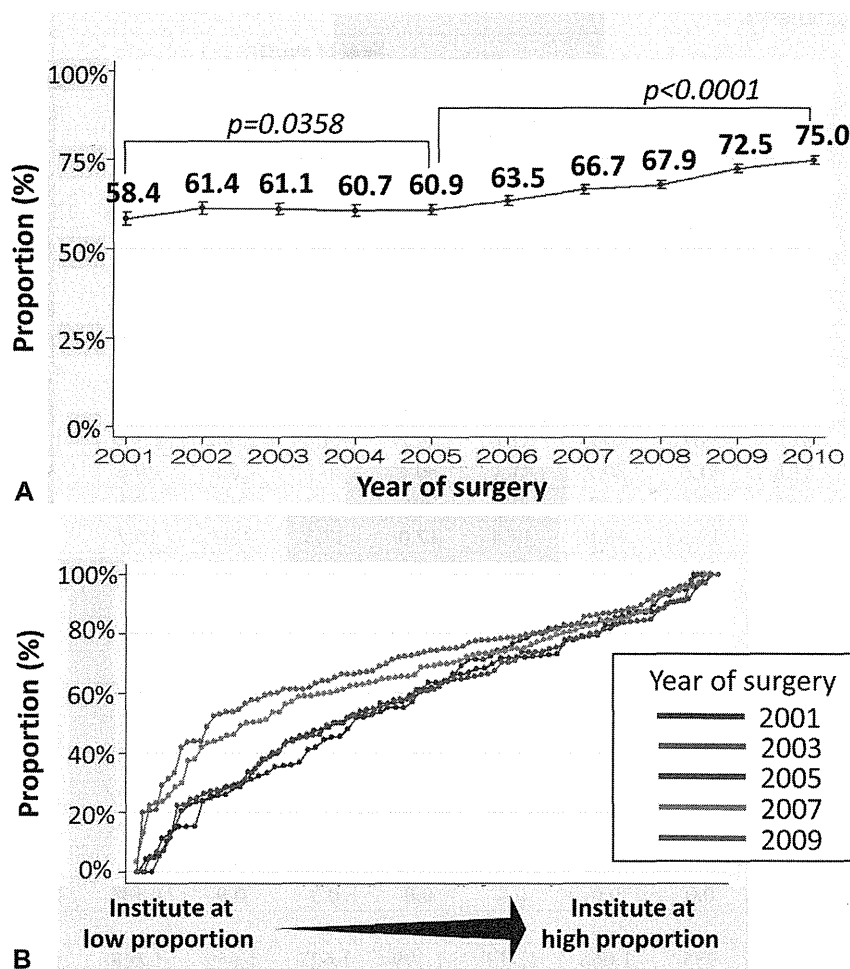 100%
p=0.0358
p<0.0001
75%
58.4 61.4 61.1 60.7 60.9 63.5 66.7 67.9 72.5 75.0
50%
25%
0%
Proportion (%)
2001 2002 2003 2004 2005 2006 2007 2008 2009 2010
A
Year of surgery
100%
80%
60%
40%
20%
0%
Proportion (%)
Year of surgery
2001
2003
2005
2007
2009
Institute at
low proportion
Institute at
high proportion
B